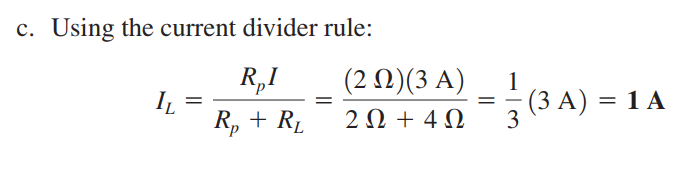 c. Using the current divider rule:
I_L = R_pI / (R_p + R_L) = (2 Ω)(3 A) / (2 Ω + 4 Ω) = 1/3 (3 A) = 1 A